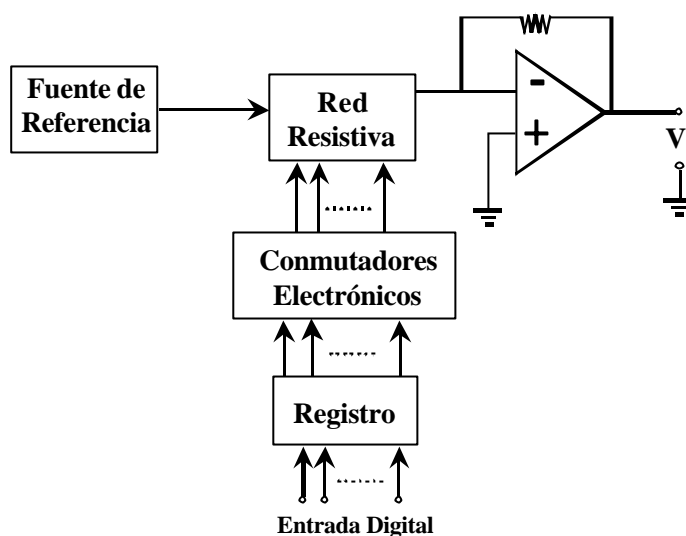 Fuente de
Referencia
Red
Resistiva
-
+
V
Conmutadores
Electrónicos
Registro
Entrada Digital